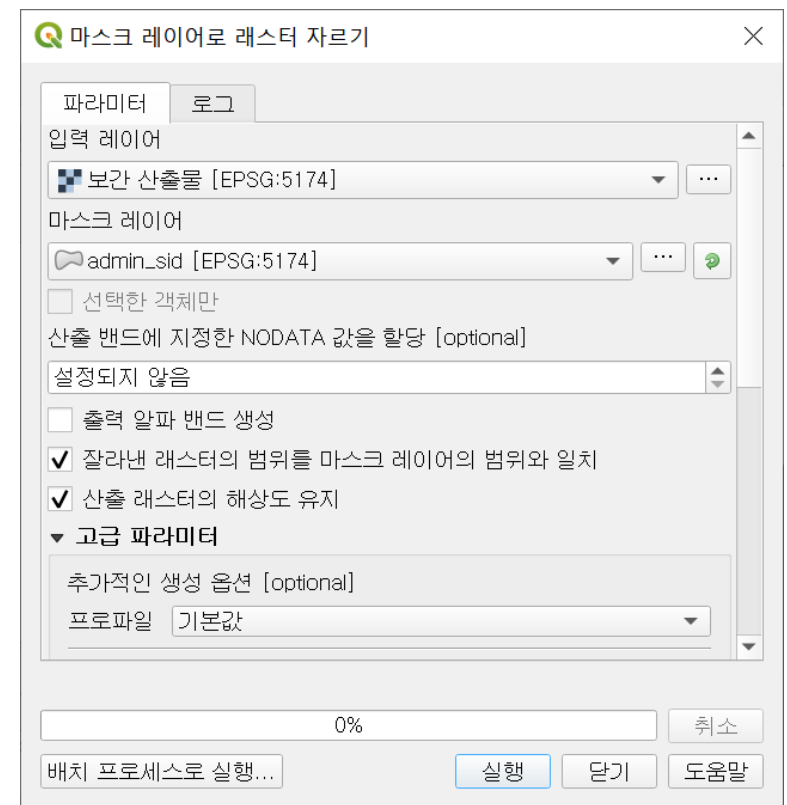 마스크 레이어로 래스터 자르기
파라미터 로그
입력 레이어
보간 산출물 [EPSG:5174] ...
마스크 레이어
admin_sid [EPSG:5174] ...
선택한 객체만
산출 밴드에 지정한 NODATA 값을 할당 [optional]
설정되지 않음
출력 알파 밴드 생성
잘라낸 래스터의 범위를 마스크 레이어의 범위와 일치
산출 래스터의 해상도 유지
고급 파라미터
추가적인 생성 옵션 [optional]
프로파일 기본값
0% 취소
배치 프로세스로 실행... 실행 닫기 도움말